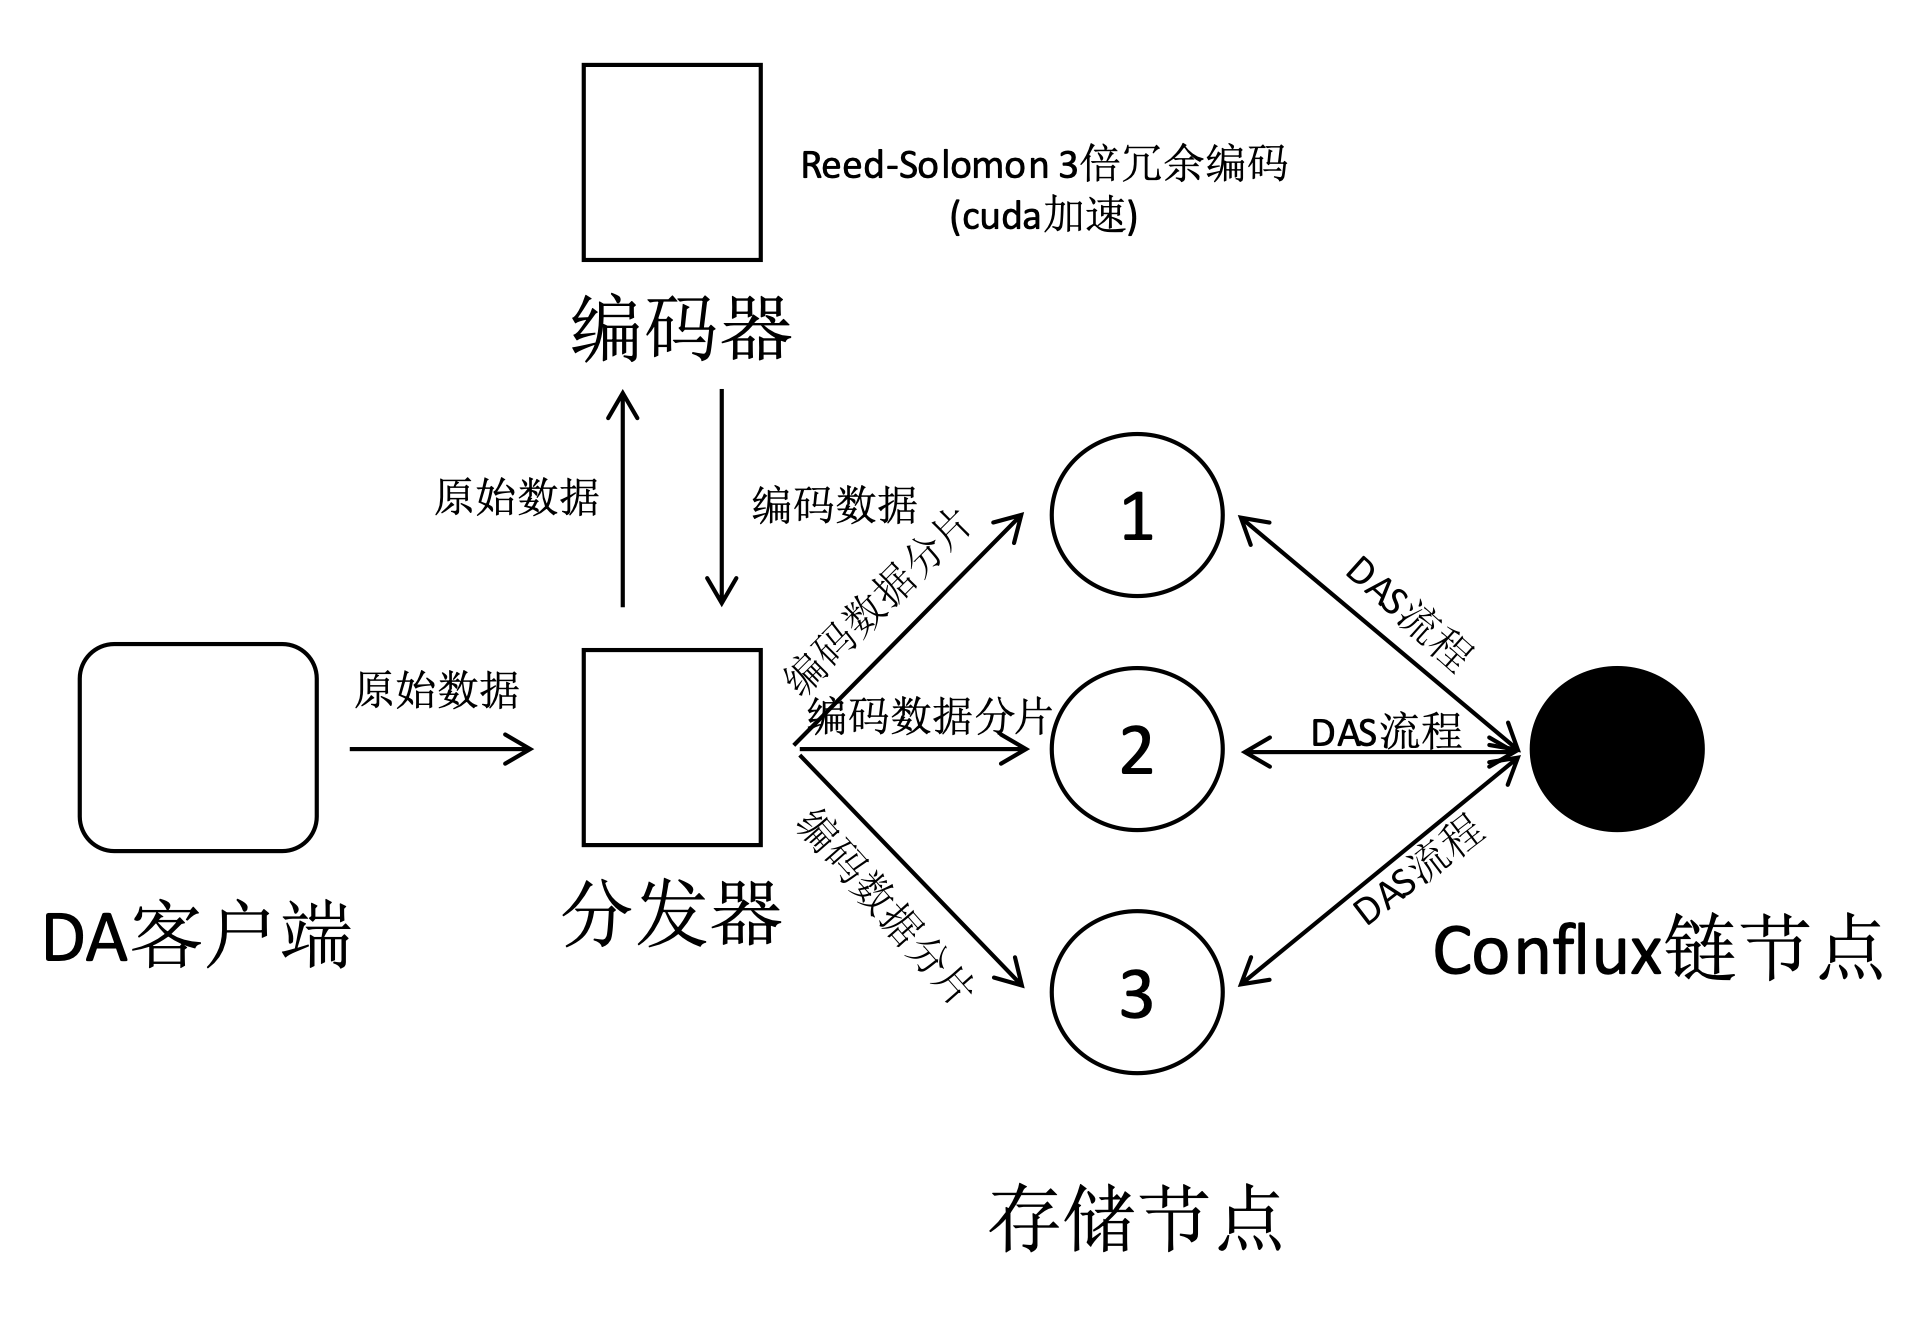 Reed-Solomon 3倍冗余编码
(cuda加速)
编码器
原始数据
编码数据
编码数据分片
1
DAS流程
原始数据
编码数据分片
2
DAS流程
编码数据分片
3
DAS流程
DA客户端
分发器
Conflux链节点
存储节点